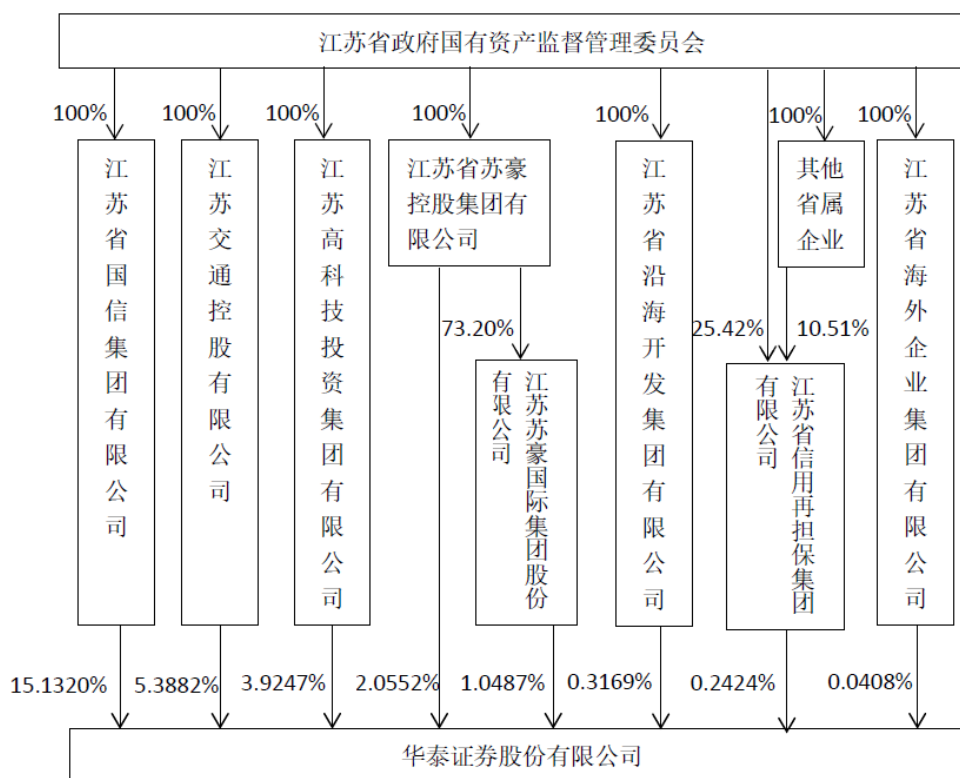 江苏省政府国有资产监督管理委员会
100%
100%
100%
100%
100%
100%
100%
江苏省国信集团有限公司
江苏交通控股有限公司
江苏高科技投资集团有限公司
江苏省苏豪
控股集团有
限公司
江苏省沿海开发集团有限公司
其他
省属
企业
江苏省海外企业集团有限公司
73.20%
25.42%
10.51%
江苏苏豪国际集团股份
有限公司
江苏省信用再担保集团
有限公司
15.1320%
5.3882%
3.9247%
2.0552%
1.0487%
0.3169%
0.2424%
0.0408%
华泰证券股份有限公司